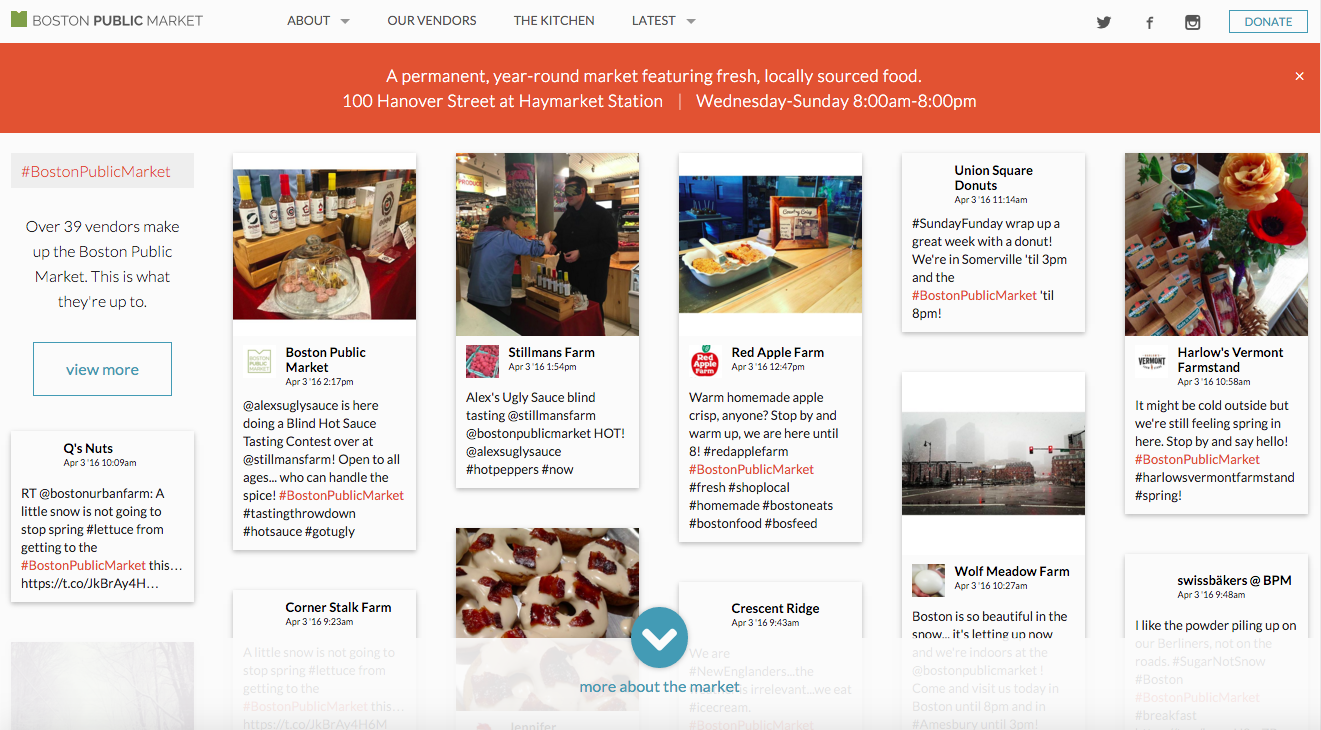 BOSTON PUBLIC MARKET
ABOUT
OUR VENDORS
THE KITCHEN
LATEST
DONATE
A permanent, year-round market featuring fresh, locally sourced food.
100 Hanover Street at Haymarket Station | Wednesday-Sunday 8:00am-8:00pm
#BostonPublicMarket
Over 39 vendors make
up the Boston Public
Market. This is what
they're up to.
view more
Q's Nuts
Apr 3 '16 10:09am
RT @bostonurbanfarm: A
little snow is not going to
stop spring #lettuce from
getting to the
#BostonPublicMarket this…
https://t.co/JkBrAy4H…
BOSTON
PUBLIC
MARKET
Boston Public
Market
Apr 3 '16 2:17pm
@alexsuglysauce is here
doing a Blind Hot Sauce
Tasting Contest over at
@stillmansfarm! Open to all
ages... who can handle the
spice! #BostonPublicMarket
#tastingthrowdown
#hotsauce #gotugly
Corner Stalk Farm
Apr 3 '16 9:23am
A little snow is not going to
stop spring #lettuce from
getting to the
#BostonPublicMarket this…
https://t.co/JkBrAy4H6M
PRODUC
Stillmans Farm
Apr 3 '16 1:54pm
Alex's Ugly Sauce blind
tasting @stillmansfarm
@bostonpublicmarket HOT!
@alexsuglysauce
#hotpeppers #now
Jennifer
Country Crisp
Red
Apple
Farm
Red Apple Farm
Apr 3 '16 12:47pm
Warm homemade apple
crisp, anyone? Stop by and
warm up, we are here until
8! #redapplefarm
#BostonPublicMarket
#fresh #shoplocal
#homemade #bostoneats
#bostonfood #bosfeed
Crescent Ridge
Apr 3 '16 9:43am
We are
#NewEnglanders...the
is irrelevant...we eat
#icecream.
#BostonPublicMarket
more about the market
Union Square
Donuts
Apr 3 '16 11:14am
#SundayFunday wrap up a
great week with a donut!
We're in Somerville 'til 3pm
and the
#BostonPublicMarket 'til
8pm!
Wolf Meadow Farm
Apr 3 '16 10:27am
Boston is so beautiful in the
snow... it's letting up now
and we're indoors at the
@bostonpublicmarket !
Come and visit us today in
Boston until 8pm and in
#Amesbury until 3pm!
VERMONT
Harlow's Vermont
Farmstand
Apr 3 '16 10:58am
It might be cold outside but
we're still feeling spring in
here. Stop by and say hello!
#BostonPublicMarket
#harlowsvermontfarmstand
#spring!
swissbäkers @ BPM
Apr 3 '16 9:48am
I like the powder piling up on
our Berliners, not on the
roads. #SugarNotSnow
#Boston
#BostonPublicMarket
#breakfast